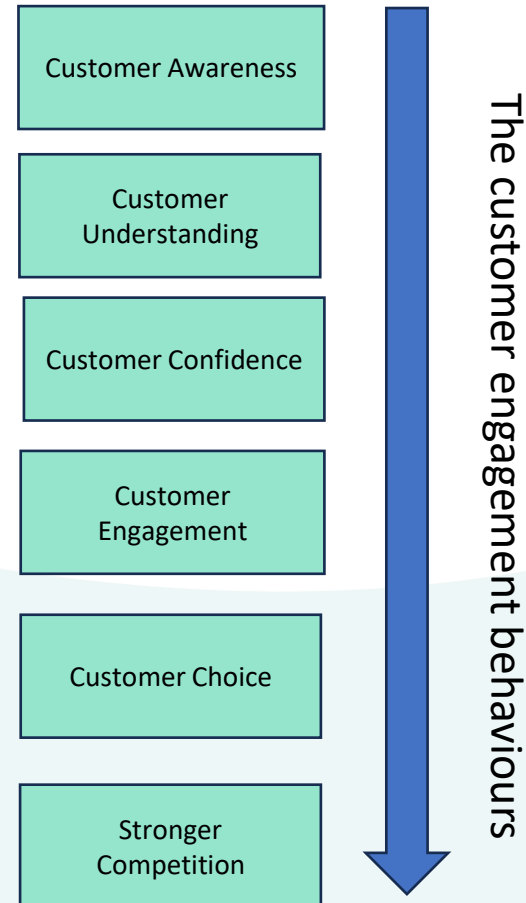 Customer Awareness
Customer
Understanding
Customer Confidence
Customer
Engagement
Customer Choice
Stronger
Competition
The customer engagement behaviours